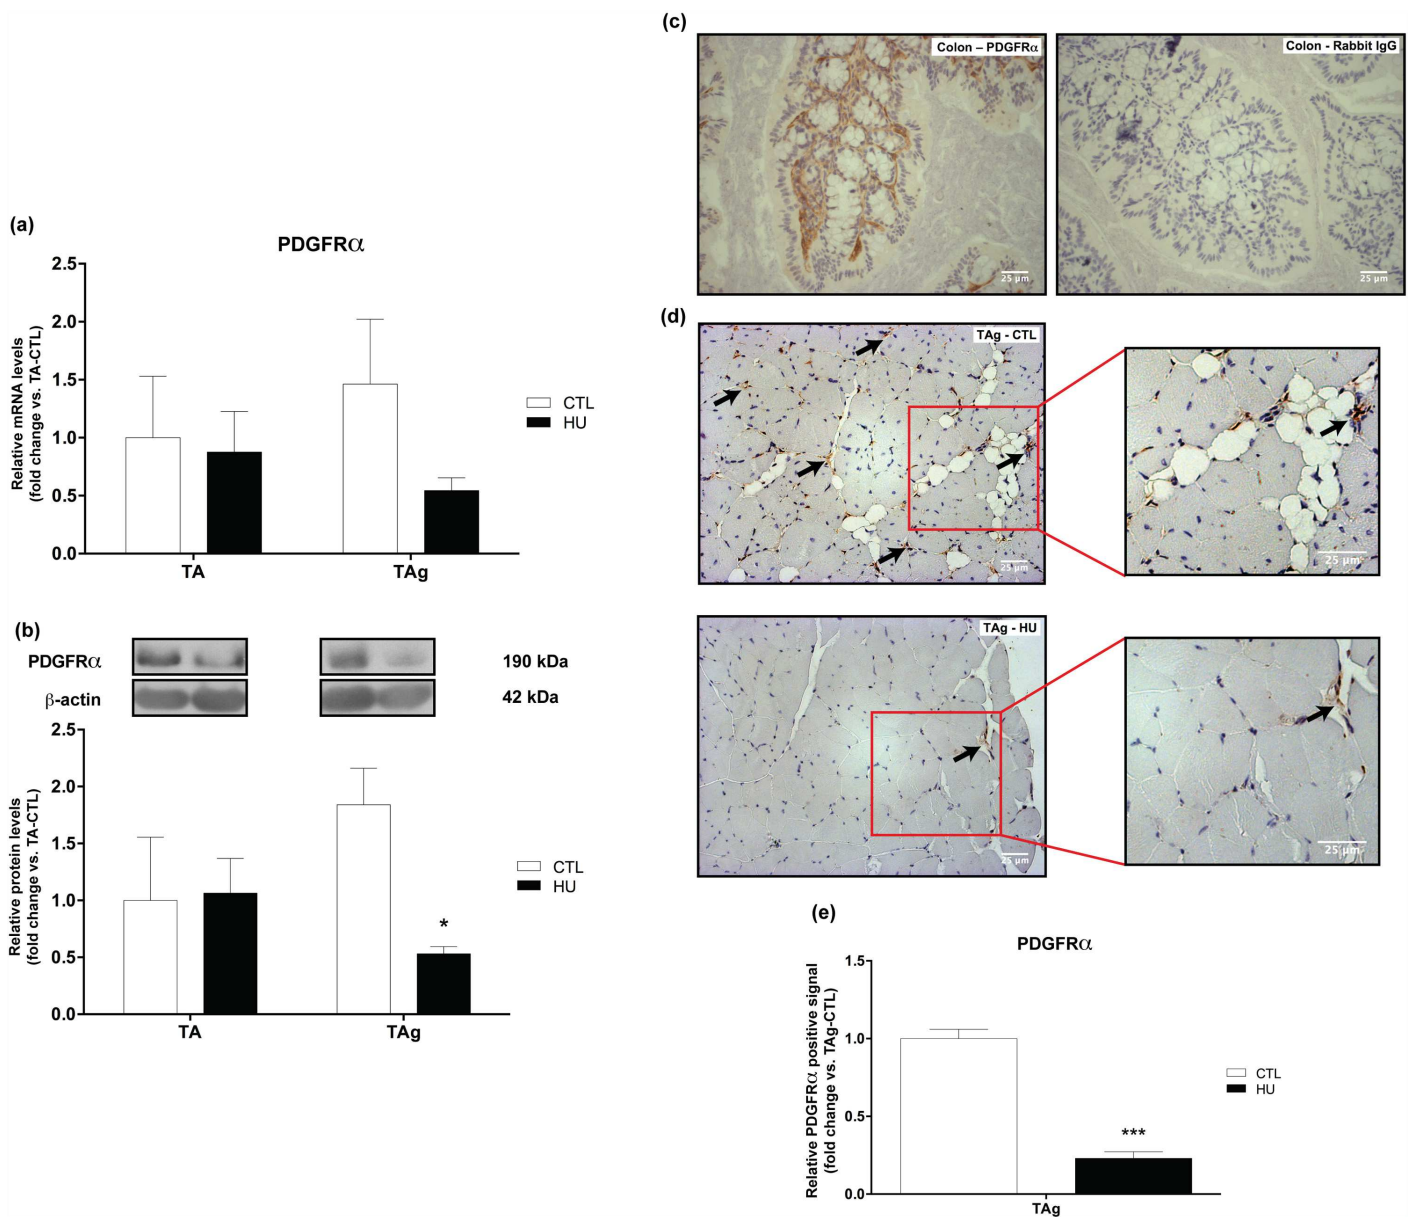 (a)
PDGFRα
Relative mRNA levels
(fold change vs. TA-CTL)
2.5
2.0
1.5
1.0
0.5
0.0
TA
TAg
CTL
HU
(b)
PDGFRα
190 kDa
β-actin
42 kDa
Relative protein levels
(fold change vs. TA-CTL)
2.5
2.0
1.5
1.0
0.5
0.0
*
TA
TAg
CTL
HU
(c)
Colon – PDGFRα
25 µm
Colon - Rabbit IgG
25 µm
(d)
TAg - CTL
25 µm
25 µm
TAg - HU
25 µm
25 µm
(e)
PDGFRα
Relative PDGFRα positive signal
(fold change vs. TAg-CTL)
1.5
1.0
0.5
0.0
***
TAg
CTL
HU